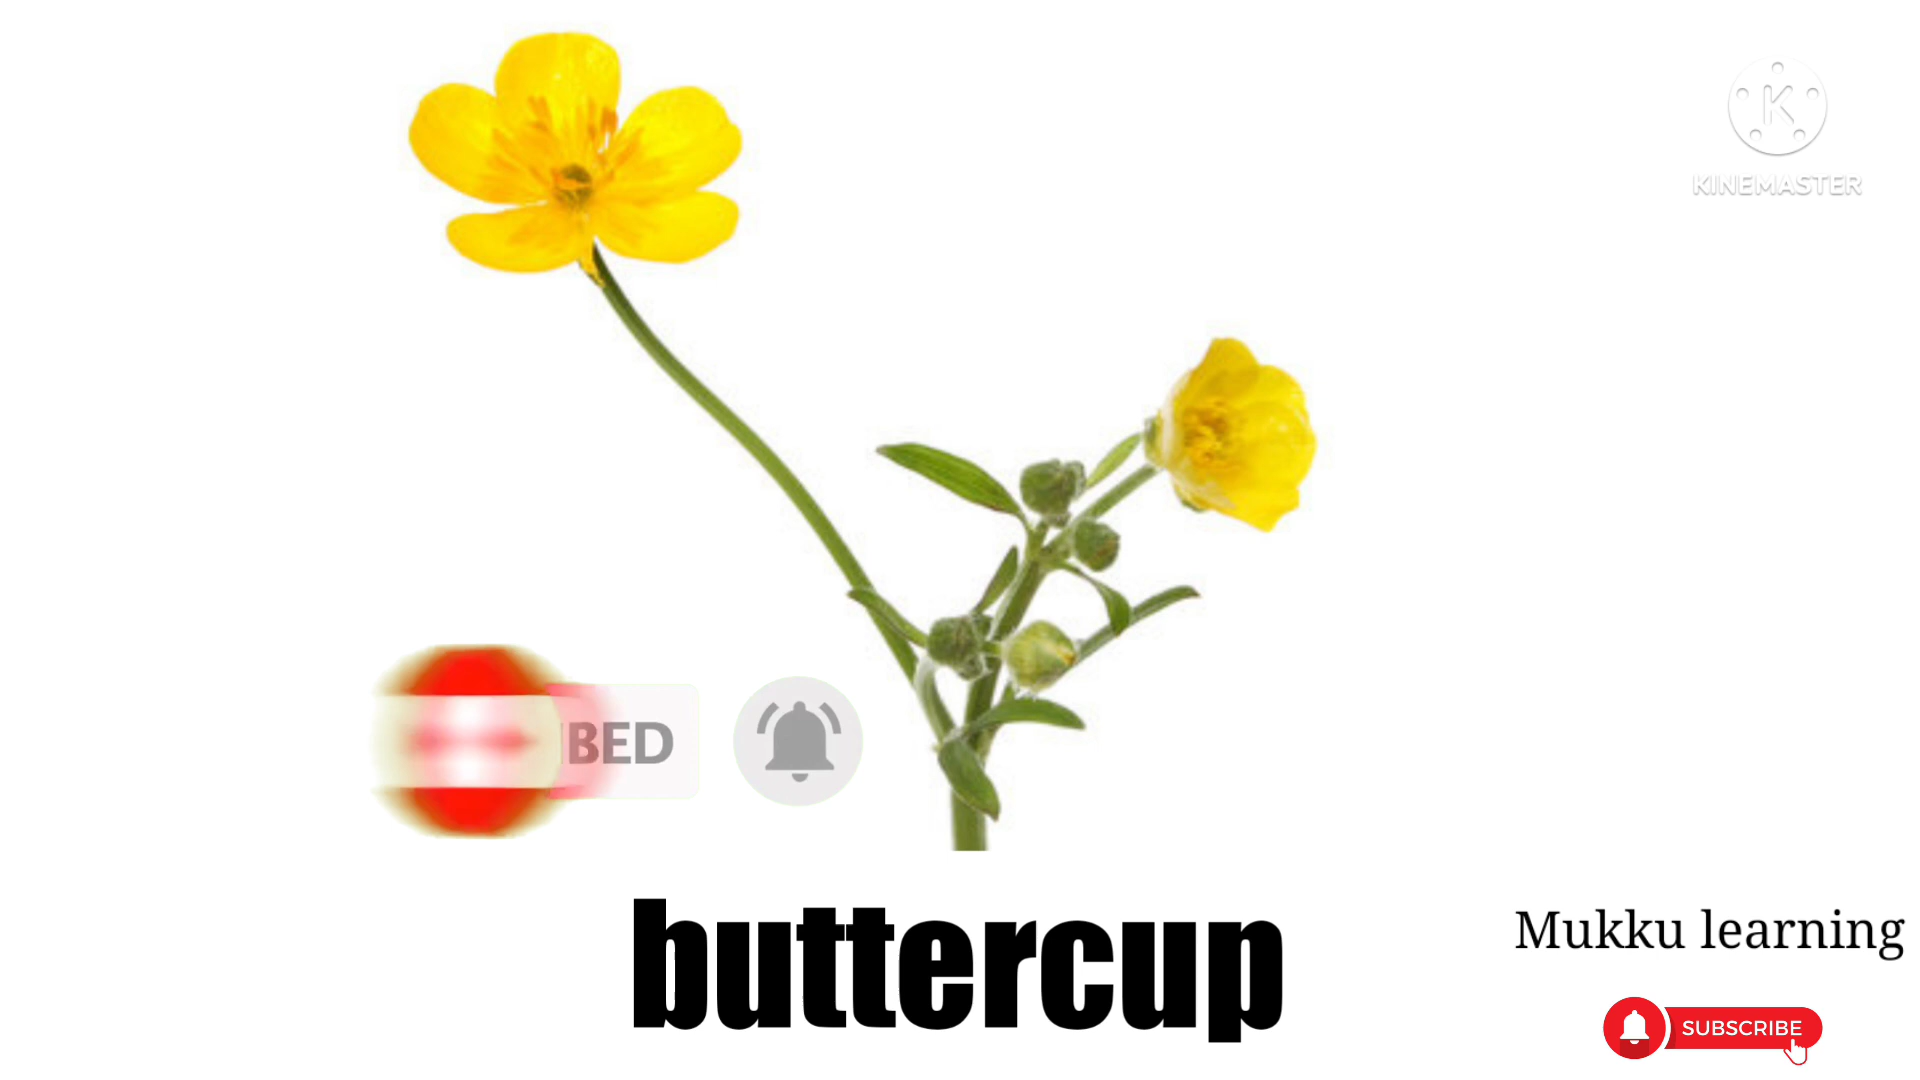 K
KINEMASTER
BED
buttercup
Mukku learning
SUBSCRIBE